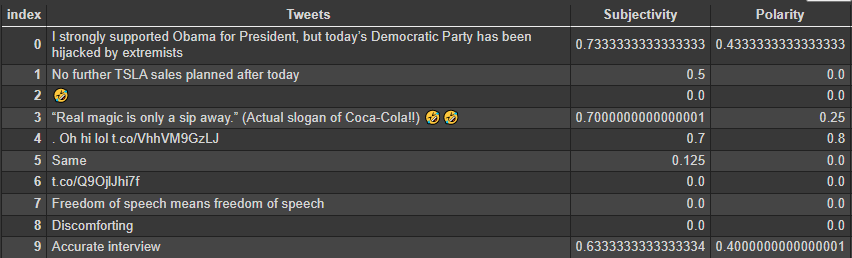 index Tweets Subjectivity Polarity
0 I strongly supported Obama for President, but today’s Democratic Party has been
hijacked by extremists 0.7333333333333333 0.4333333333333333
1 No further TSLA sales planned after today 0.5 0.0
2 🤣 0.0 0.0
3 “Real magic is only a sip away.” (Actual slogan of Coca-Cola!!) 🤣🤣 0.7000000000000001 0.25
4 . Oh hi lol t.co/VhhVM9GzLJ 0.7 0.8
5 Same 0.125 0.0
6 t.co/Q9OjlJhi7f 0.0 0.0
7 Freedom of speech means freedom of speech 0.0 0.0
8 Discomforting 0.0 0.0
9 Accurate interview 0.6333333333333334 0.4000000000000001